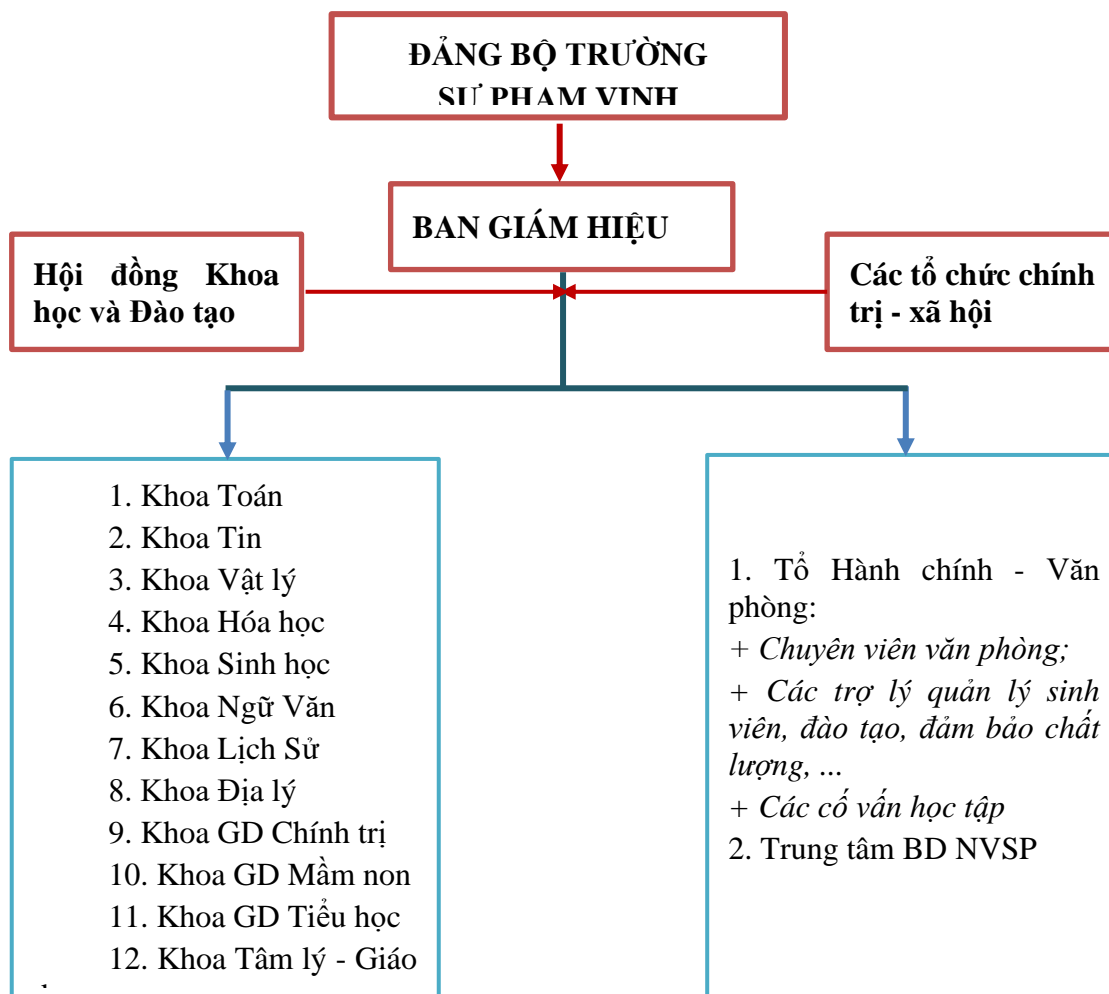 ĐẢNG BỘ TRƯỜNG
SƯ PHẠM VINH
BAN GIÁM HIỆU
Hội đồng Khoa
học và Đào tạo
Các tổ chức chính
trị - xã hội
1. Khoa Toán
2. Khoa Tin
3. Khoa Vật lý
4. Khoa Hóa học
5. Khoa Sinh học
6. Khoa Ngữ Văn
7. Khoa Lịch Sử
8. Khoa Địa lý
9. Khoa GD Chính trị
10. Khoa GD Mầm non
11. Khoa GD Tiểu học
12. Khoa Tâm lý - Giáo
1. Tổ Hành chính - Văn
phòng:
+ Chuyên viên văn phòng;
+ Các trợ lý quản lý sinh
viên, đào tạo, đảm bảo chất
lượng, ...
+ Các cố vấn học tập
2. Trung tâm BD NVSP